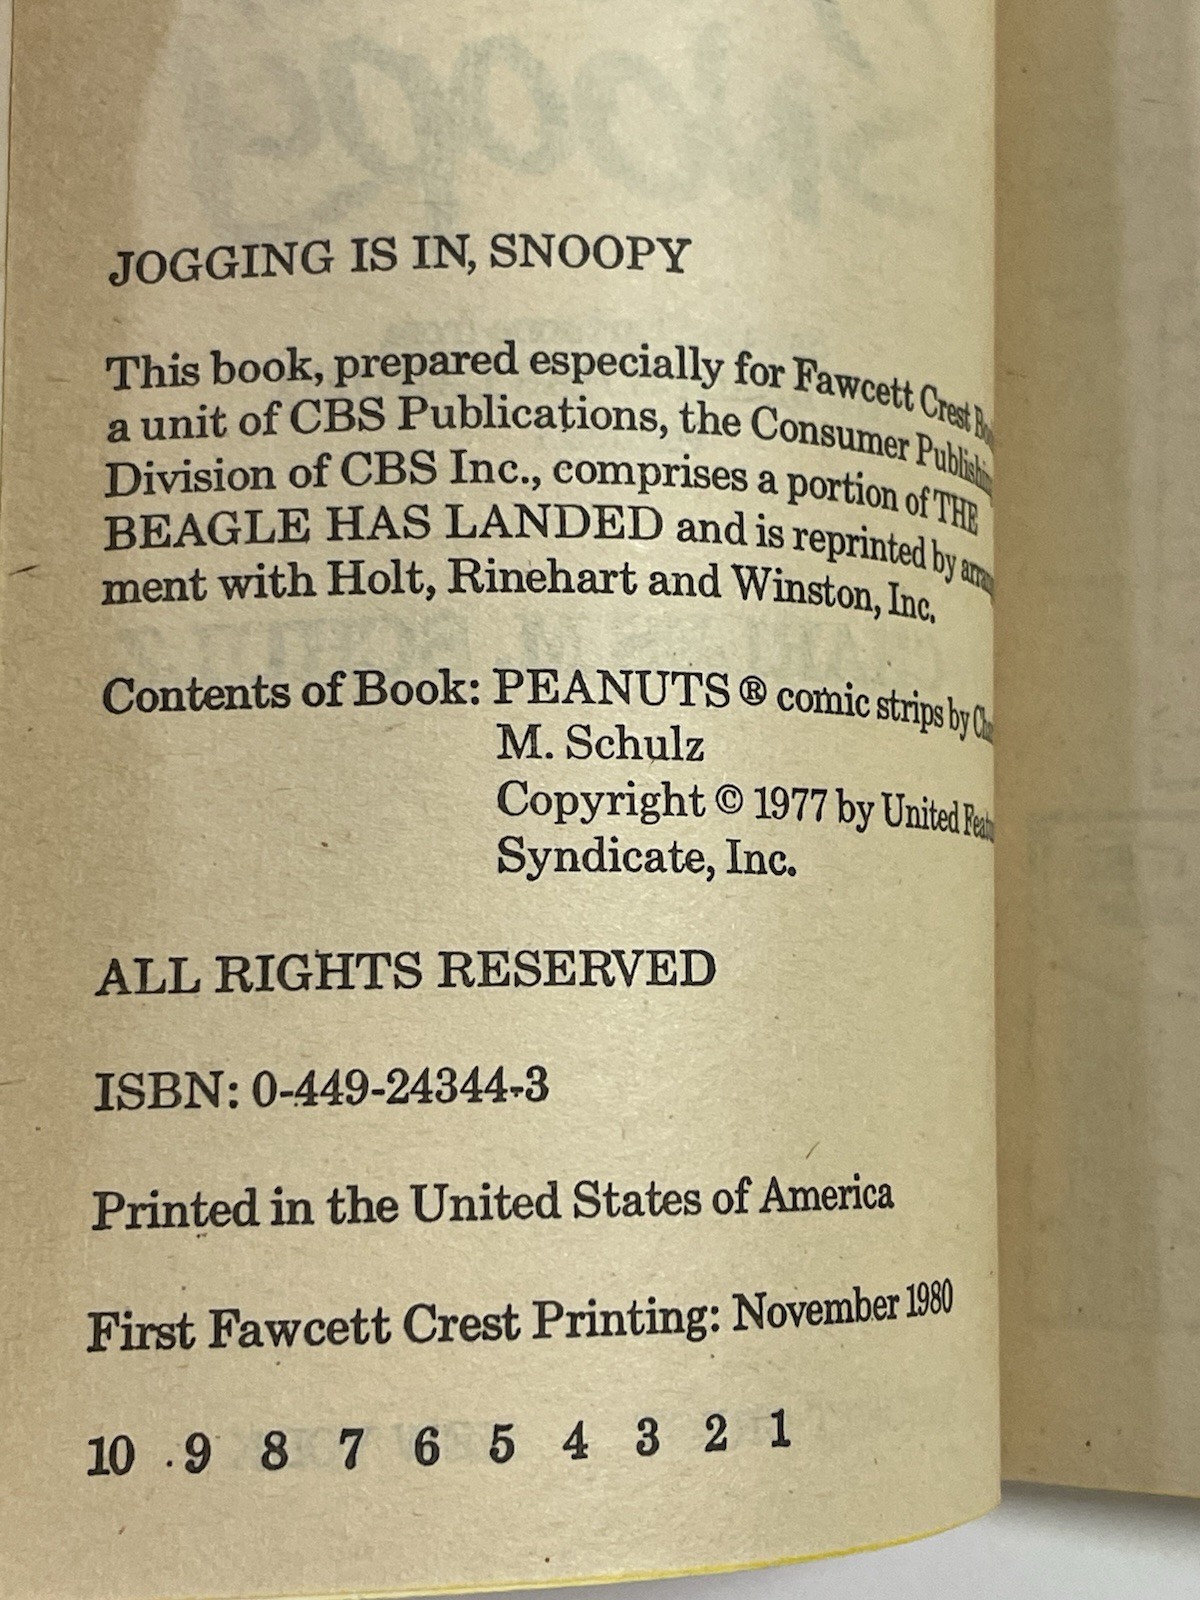 JOGGING IS IN, SNOOPY
This book, prepared especially for Fawcett Crest
a unit of CBS Publications, the Consumer Publishing
Division of CBS Inc., comprises a portion of THE
BEAGLE HAS LANDED and is reprinted by
ment with Holt, Rinehart and Winston, Inc.
Contents of Book: PEANUTS® comic strips by
M. Schulz
Copyright © 1977 by United
Syndicate, Inc.
ALL RIGHTS RESERVED
ISBN: 0-449-24344-3
Printed in the United States of America
First Fawcett Crest Printing: November 1980
10 9 8 7 6 5 4 3 2 1